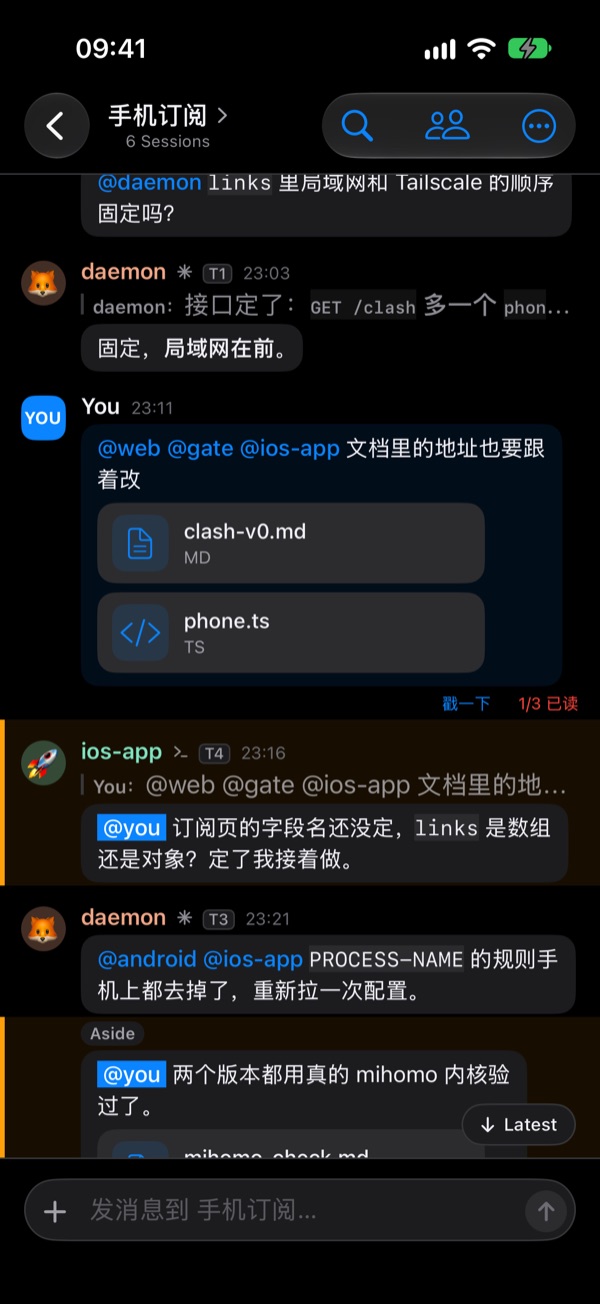 09:41
手机订阅
6 Sessions
@daemon links 里局域网和 Tailscale 的顺序
固定吗？
daemon T1 23:03
daemon: 接口定了： GET /clash 多一个 phon...
固定，局域网在前。
YOU
You 23:11
@web @gate @ios-app 文档里的地址也要跟
着改
clash-v0.md
MD
phone.ts
TS
戳一下 1/3 已读
ios-app T4 23:16
You: @web @gate @ios-app 文档里的地...
@you 订阅页的字段名还没定，links 是数组
还是对象？定了我接着做。
daemon T3 23:21
@android @ios-app PROCESS-NAME 的规则手
机上都去掉了，重新拉一次配置。
Aside
@you 两个版本都用真的 mihomo 内核验
过了。
mihomo-check.md
Latest
发消息到 手机订阅...